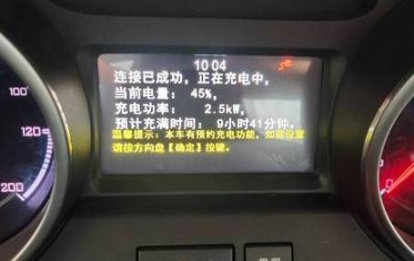 10 04
连接已成功，正在充电中，
当前电量： 45%，
充电功率： 2.5kW，
预计充满时间： 9小时41分钟。
温馨提示：本车有预约充电功能，如需设置
请按方向盘【确定】按键。
100
120
200